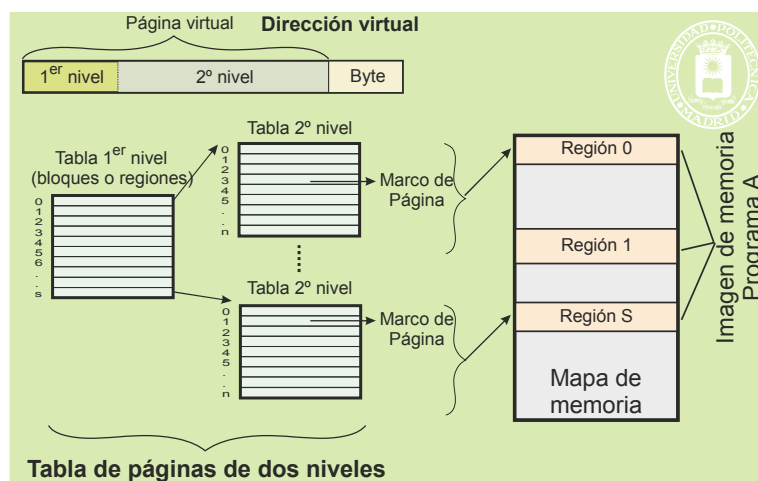 Página virtual
Dirección virtual
1er nivel
2º nivel
Byte
UNIVERSIDAD POLITÉCNICA
MADRID
Tabla 1er nivel
(bloques o regiones)
0
1
2
3
4
5
6
.
.
s
Tabla 2º nivel
0
1
2
3
4
5
.
.
n
Marco de
Página
Tabla 2º nivel
0
1
2
3
4
5
.
.
n
Marco de
Página
Región 0
Región 1
Región S
Mapa de
memoria
Imagen de memoria
Programa A
Tabla de páginas de dos niveles